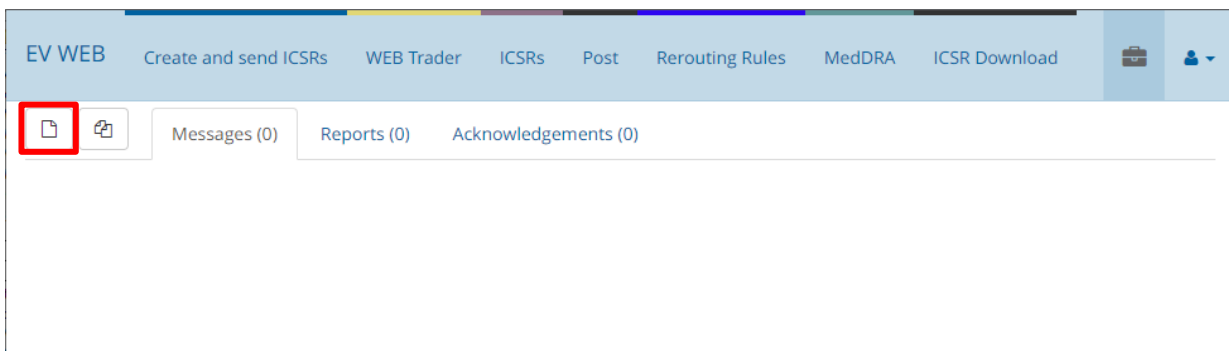 EV WEB Create and send ICSRs WEB Trader ICSRs Post Rerouting Rules MedDRA ICSR Download
Messages (0) Reports (0) Acknowledgements (0)